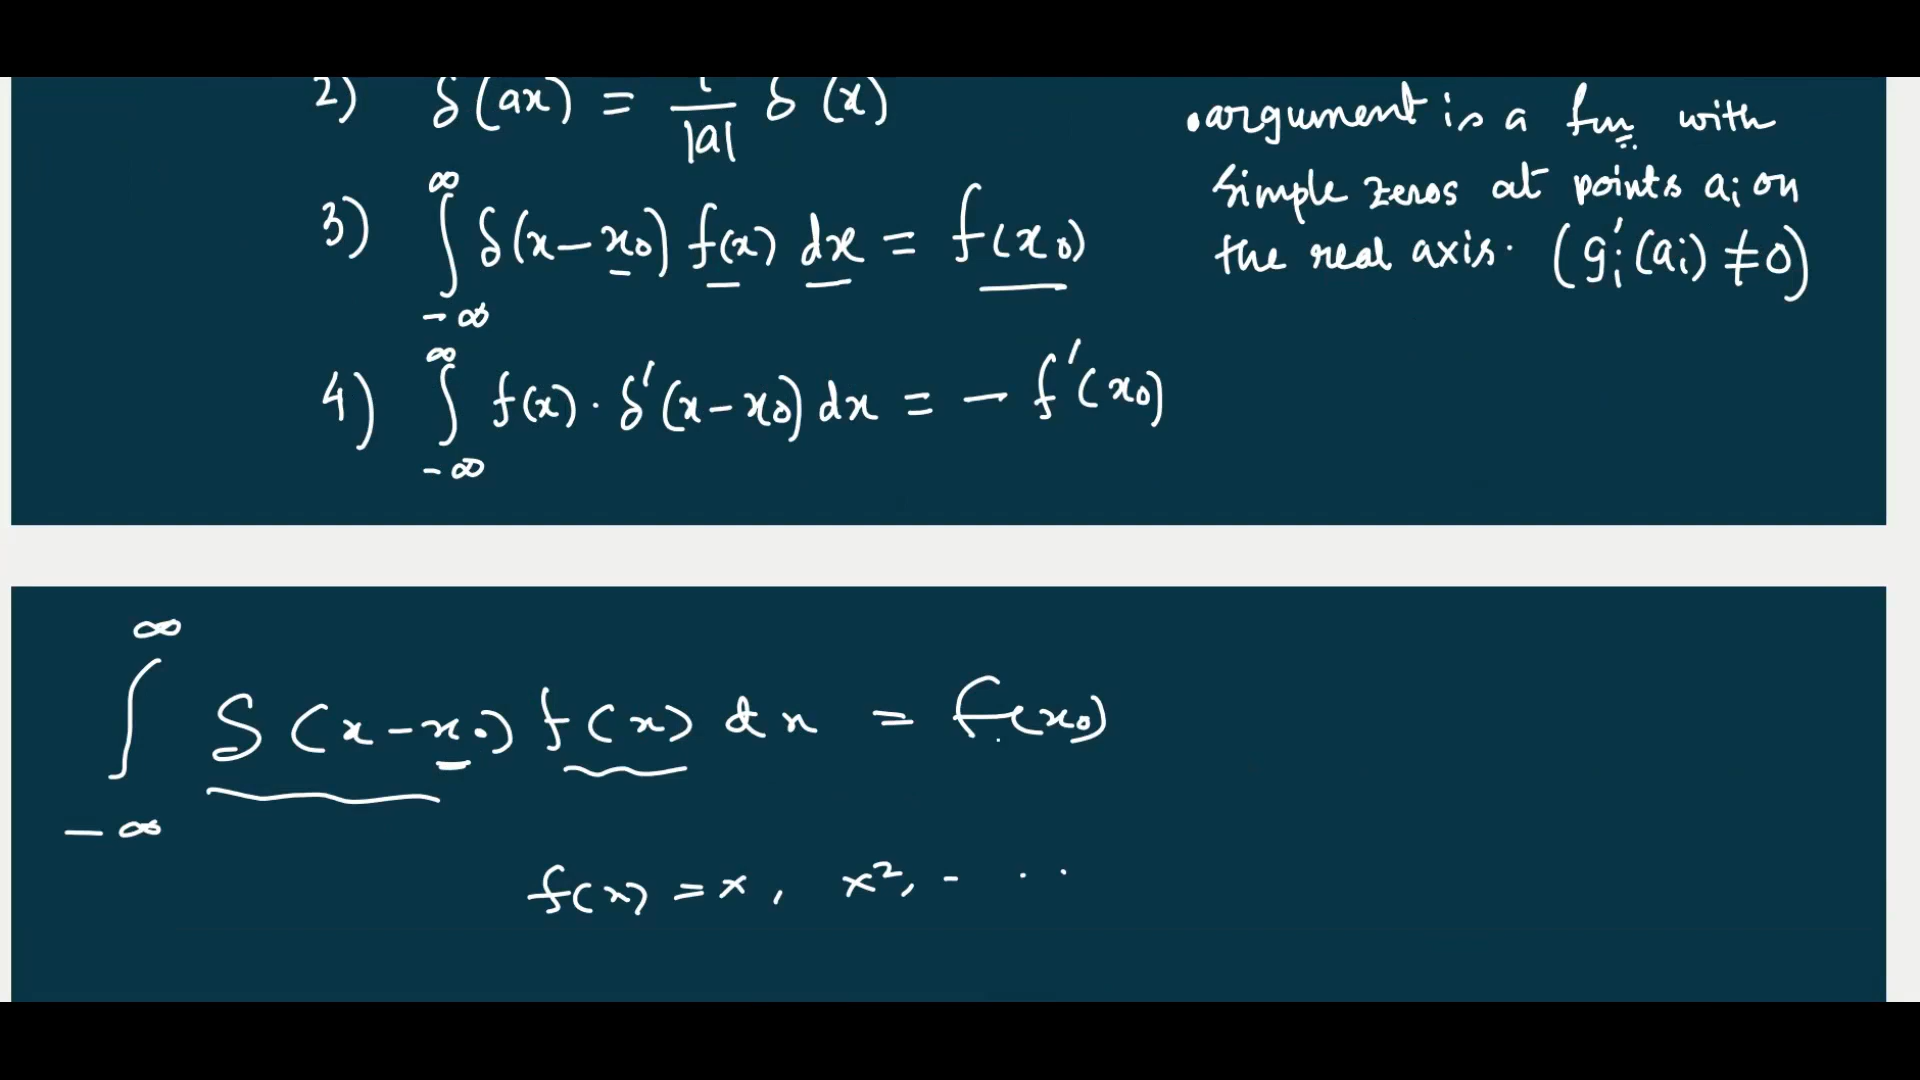 2) δ(ax) = 1/|a| δ(x)
3) ∫_{-∞}^{∞} δ(x-x₀) f(x) dx = f(x₀)
4) ∫_{-∞}^{∞} f(x)·δ'(x-x₀) dx = - f'(x₀)
•argument is a fun with
simple zeros at points aᵢ on
the real axis. (gᵢ'(aᵢ) ≠ 0)
∫_{-∞}^{∞} δ(x-x₀) f(x) dx = f(x₀)
f(x) = x, x², - . .